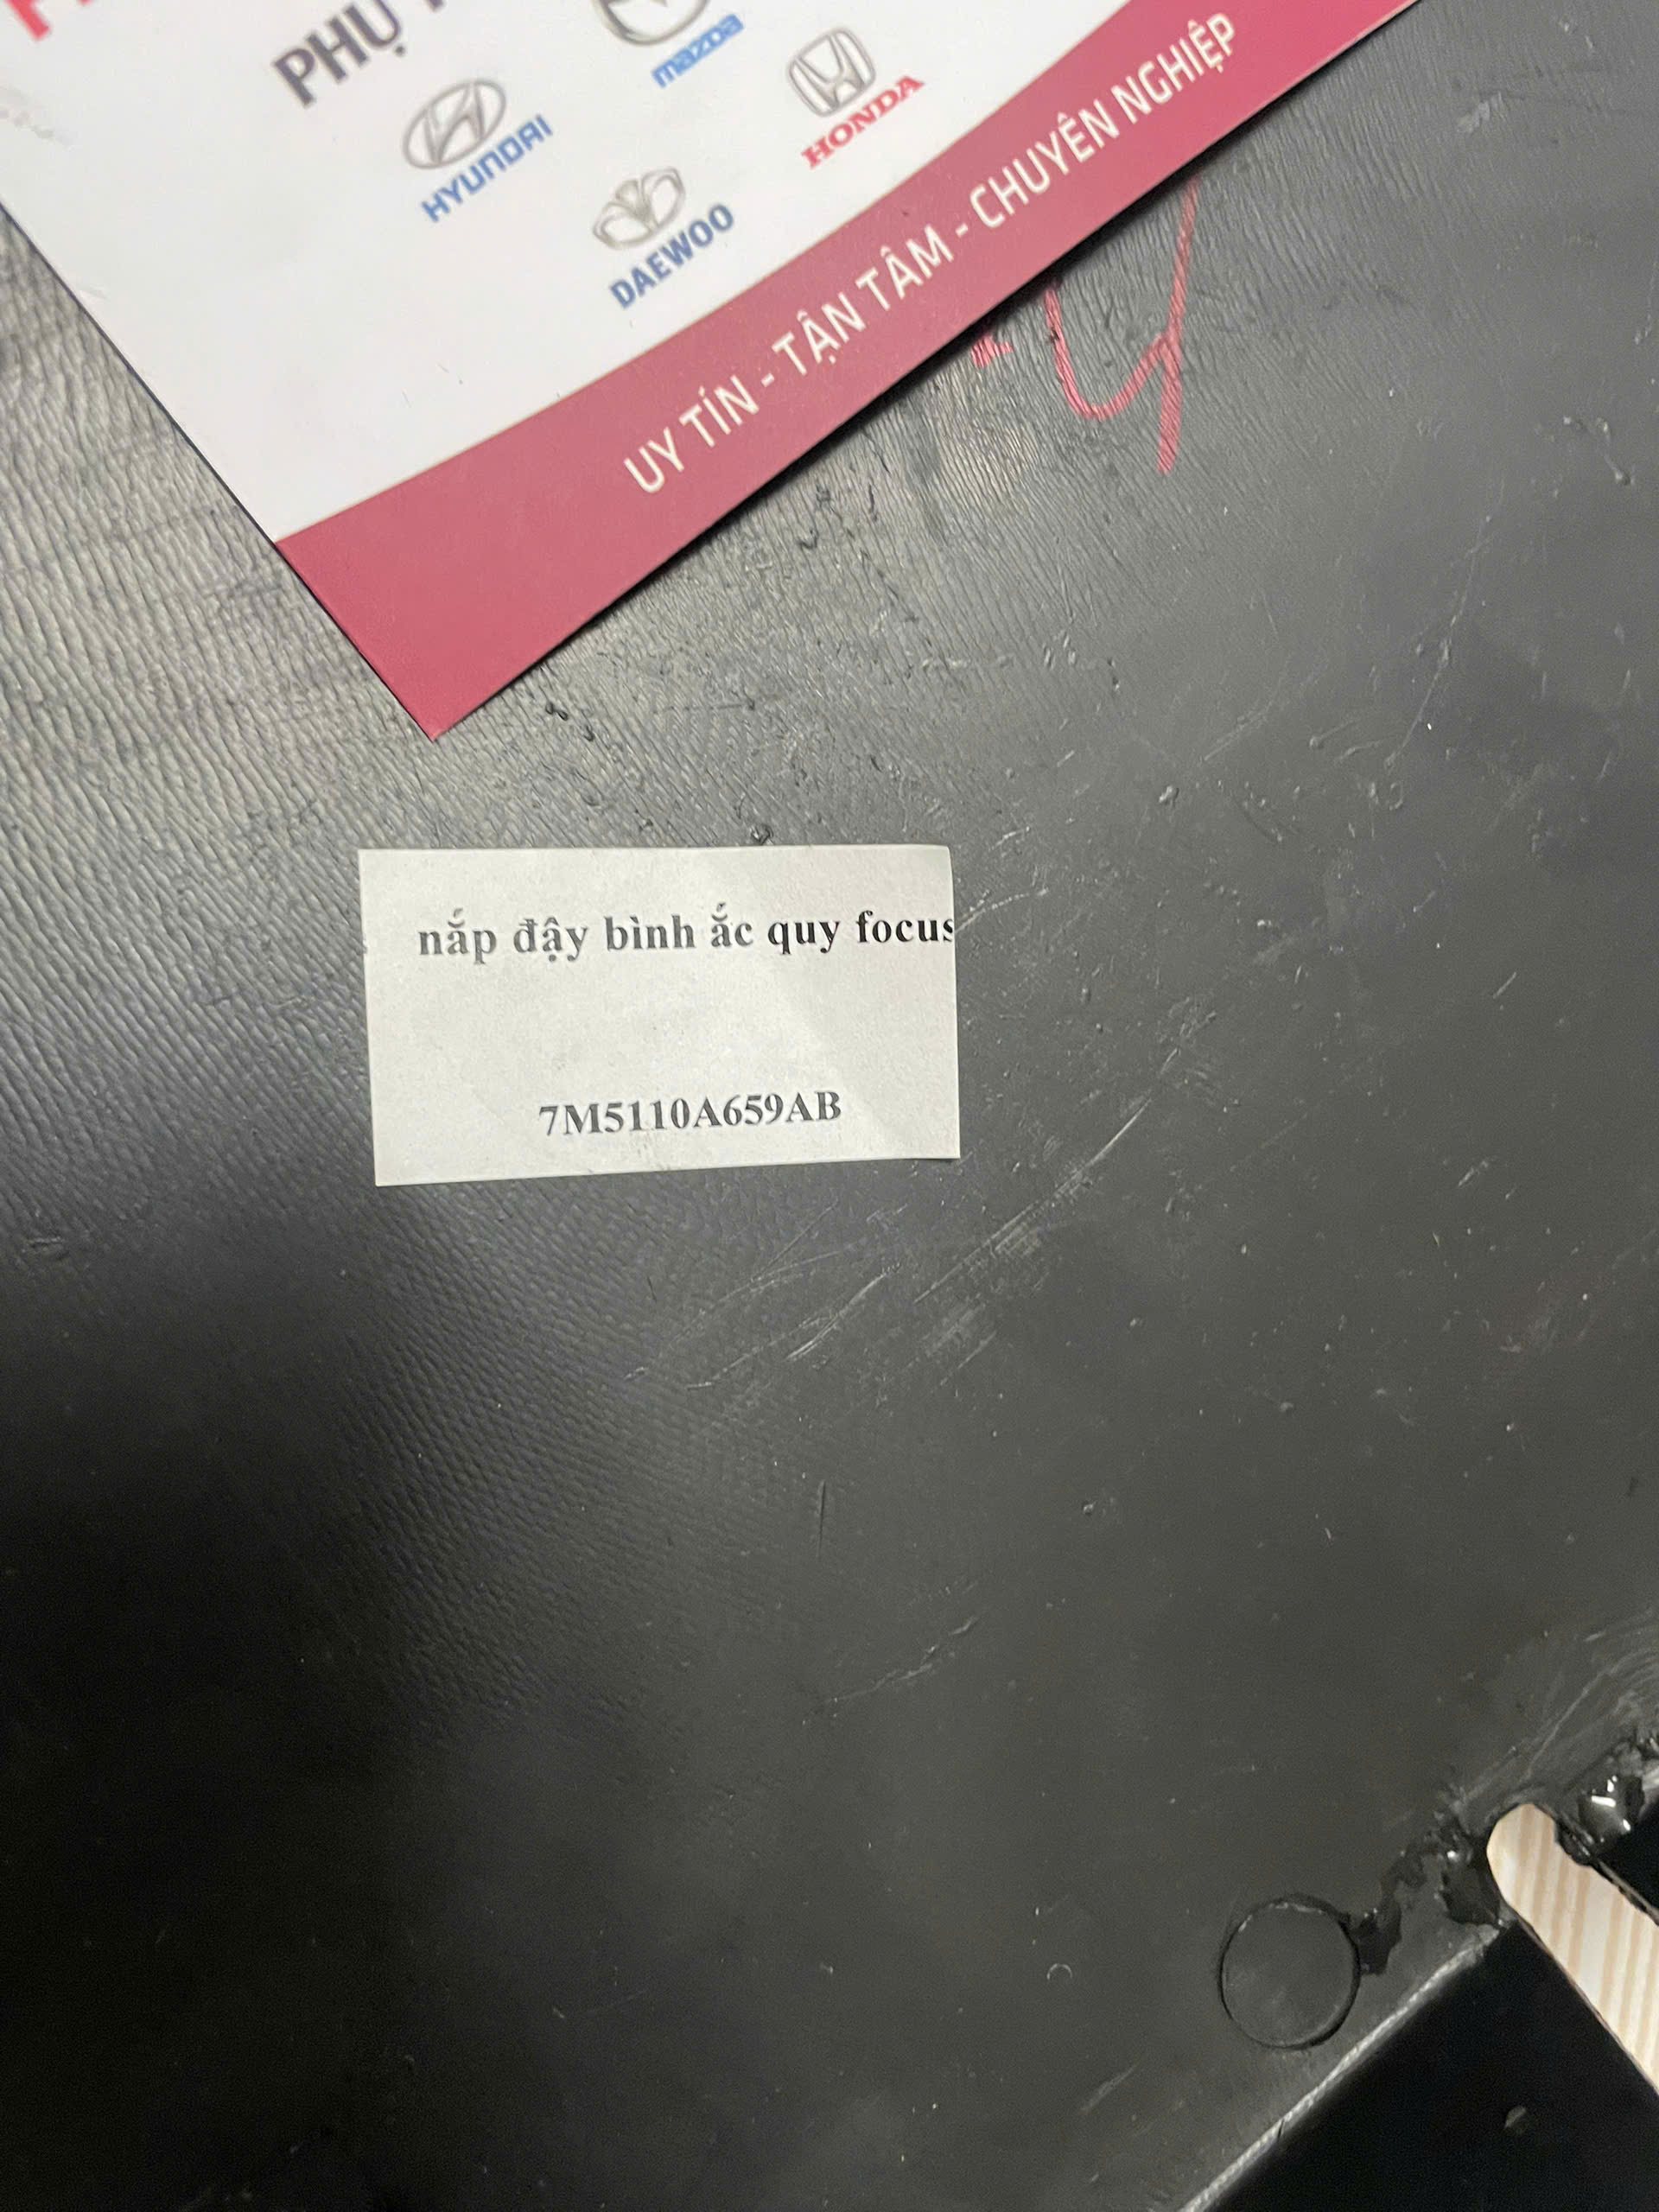 PHỤ
mazda
HYUNDAI
HONDA
DAEWOO
UY TÍN - TẬN TÂM - CHUYÊN NGHIỆP
nắp đậy bình ắc quy focus
7M5110A659AB